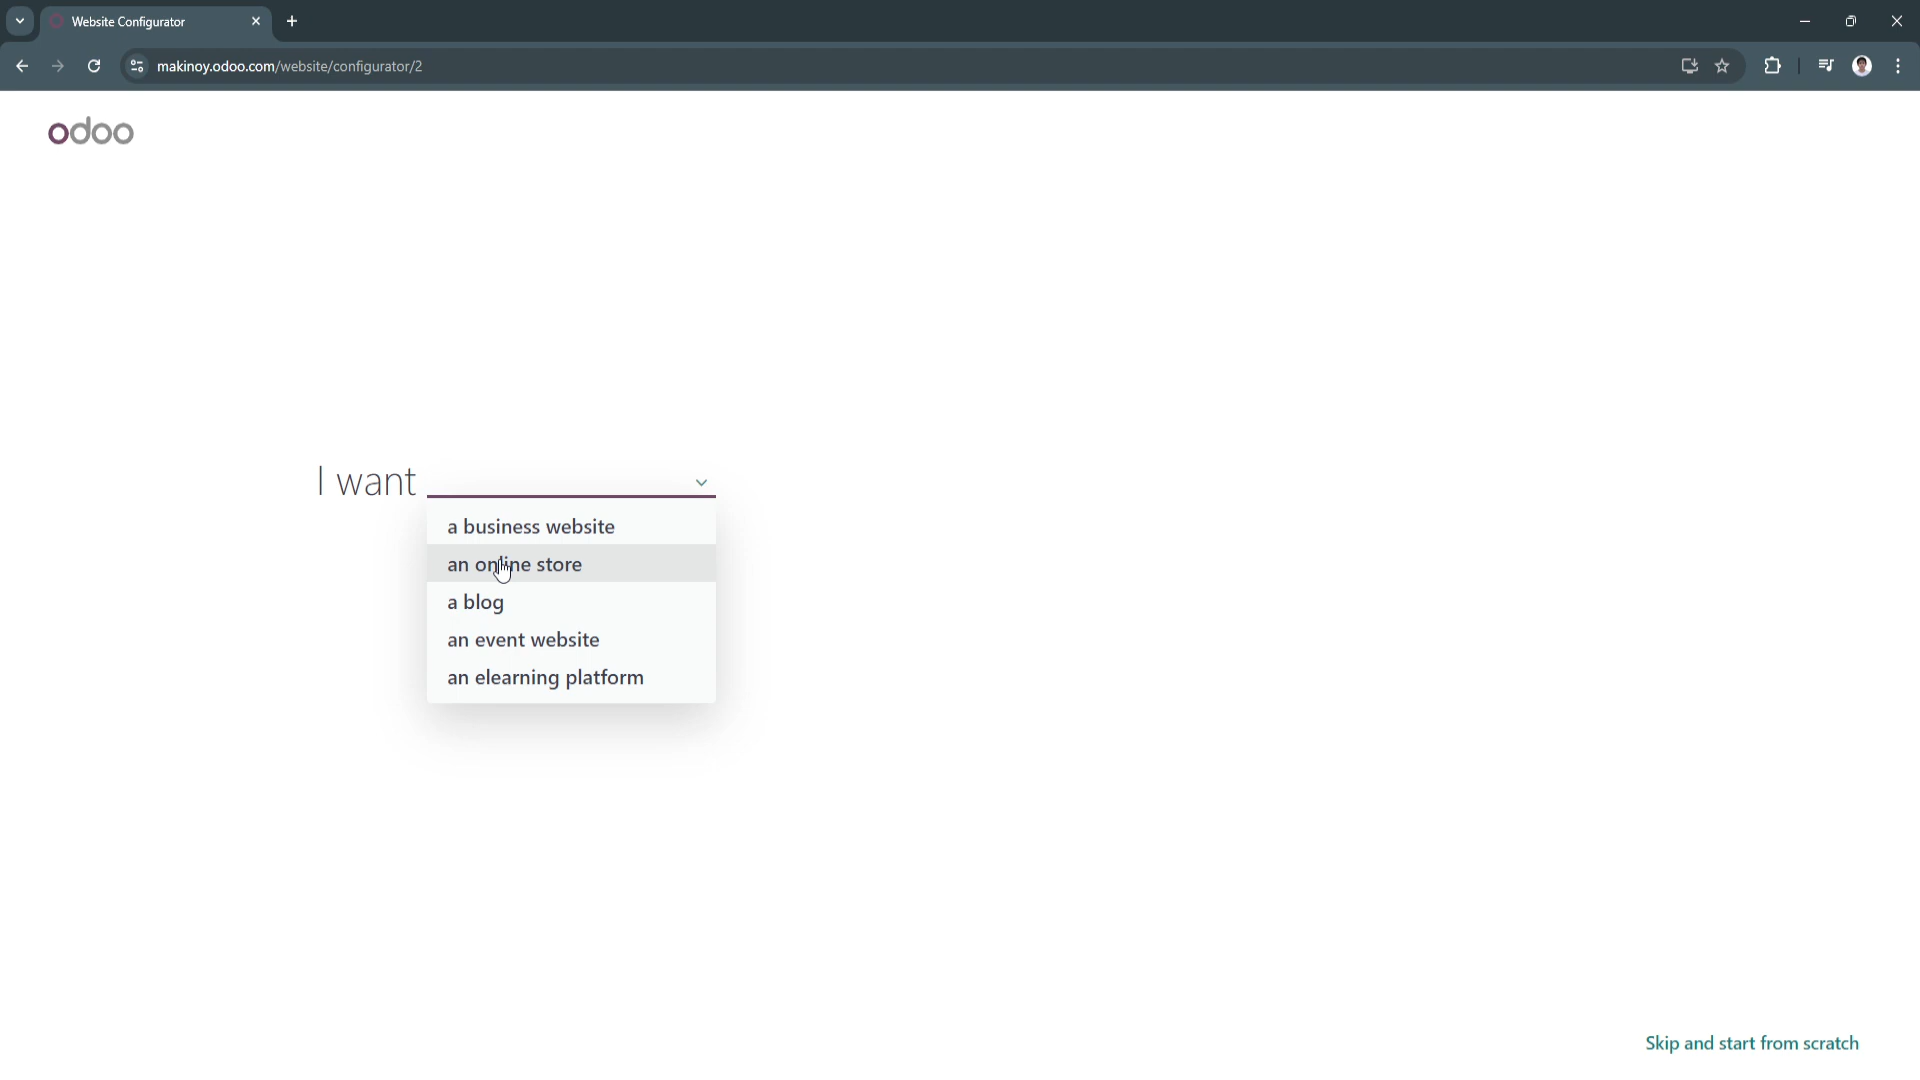 Website Configurator
makinoy.odoo.com/website/configurator/2
odoo
I want
a business website
an online store
a blog
an event website
an elearning platform
Skip and start from scratch